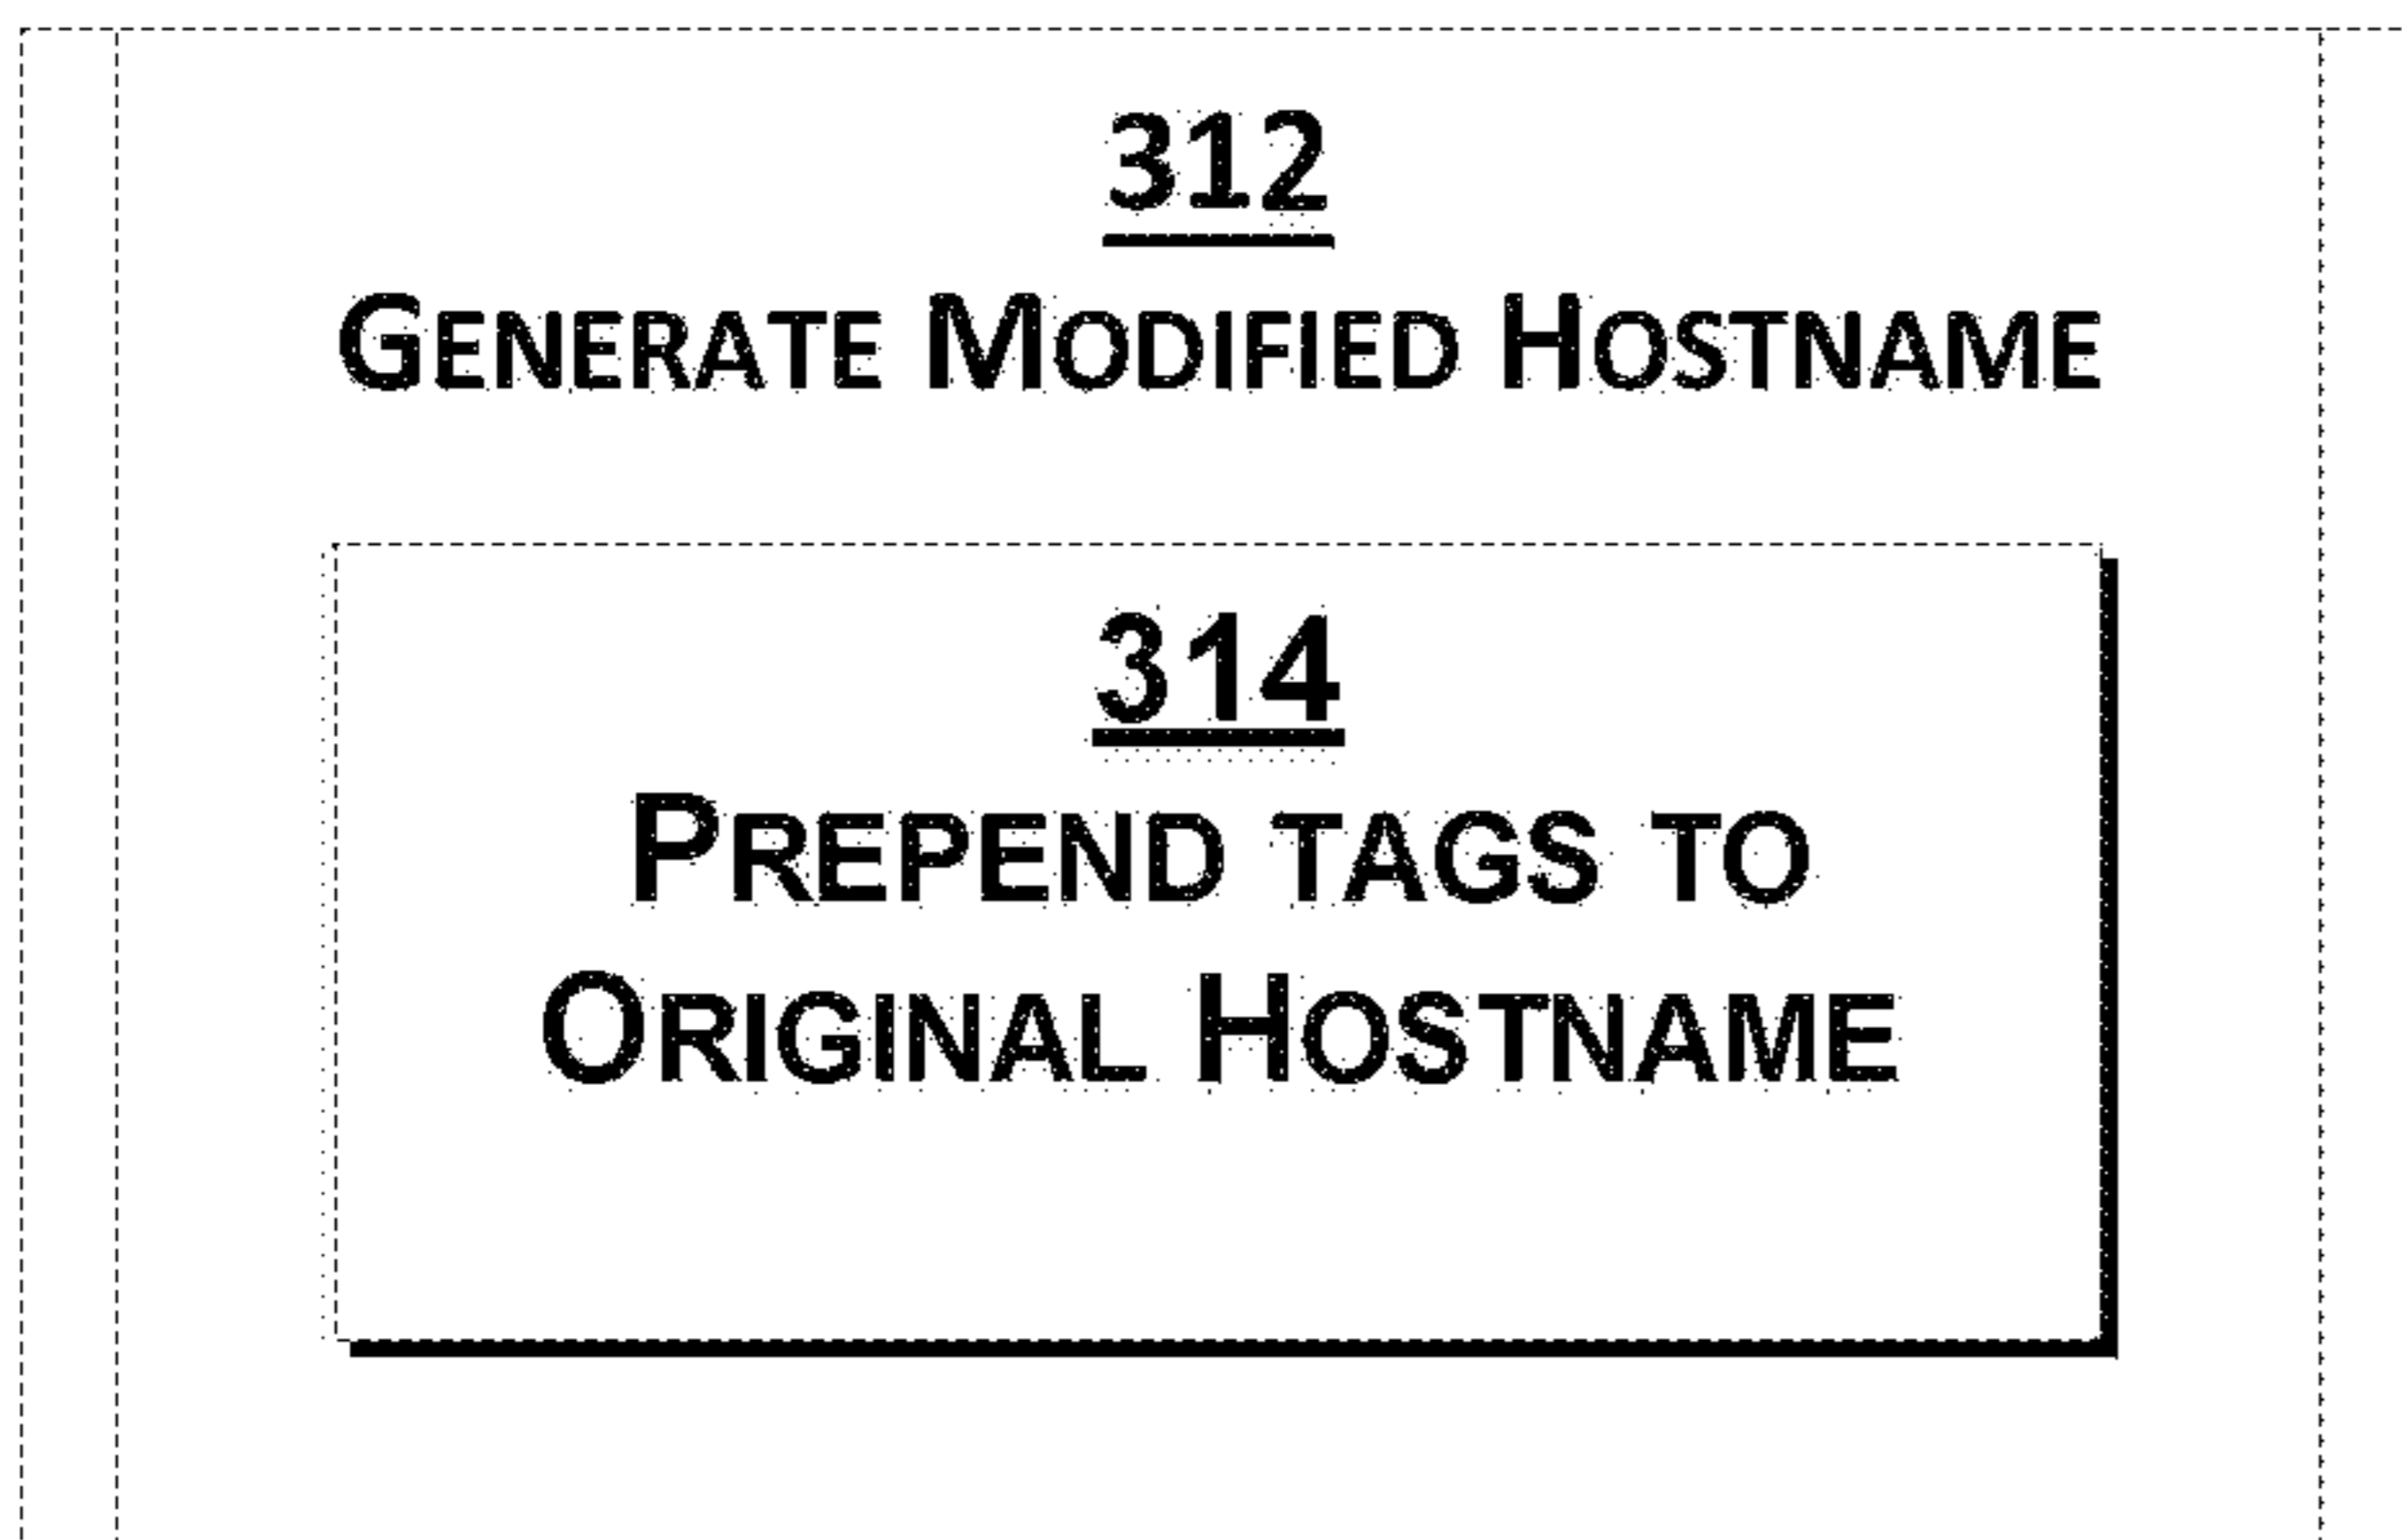 312
GENERATE MODIFIED HOSTNAME
314
PREPEND TAGS TO
ORIGINAL HOSTNAME